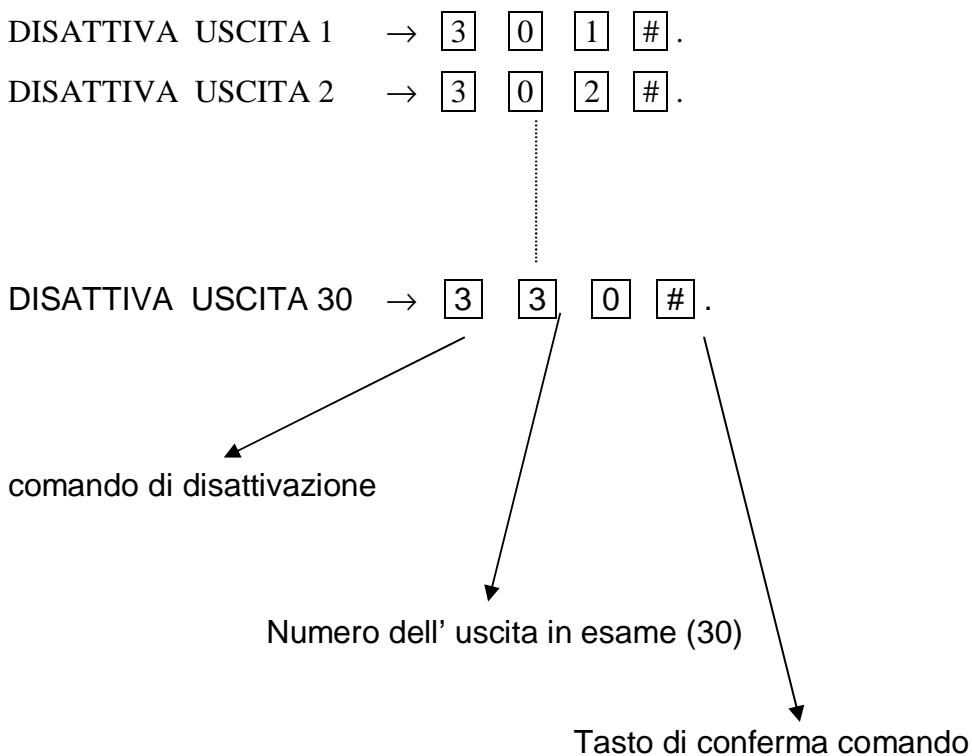 DISATTIVA USCITA 1 → 3 0 1 # .
DISATTIVA USCITA 2 → 3 0 2 # .
DISATTIVA USCITA 30 → 3 3 0 # .
comando di disattivazione
Numero dell’ uscita in esame (30)
Tasto di conferma comando